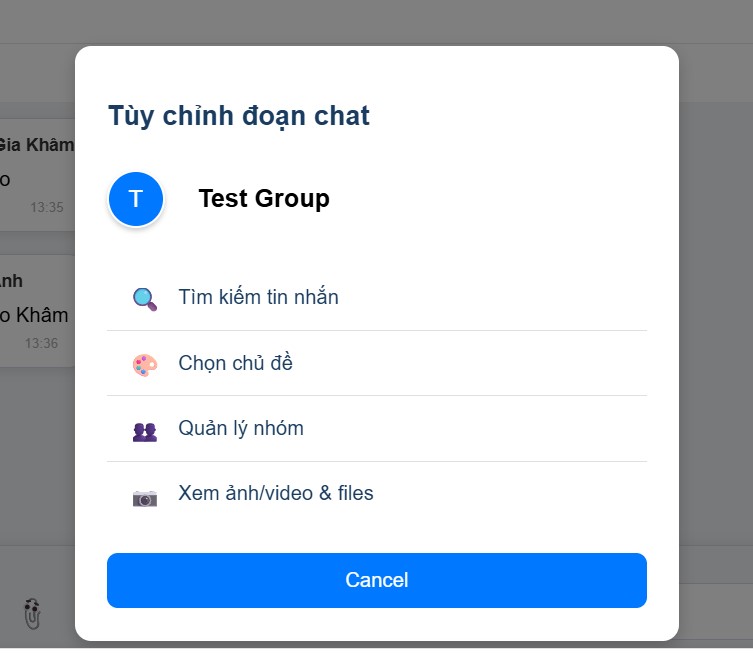 Tùy chỉnh đoạn chat
T
Test Group
Tìm kiếm tin nhắn
Chọn chủ đề
Quản lý nhóm
Xem ảnh/video & files
Cancel
Gia Khâm
o
13:35
o Khâm
13:36